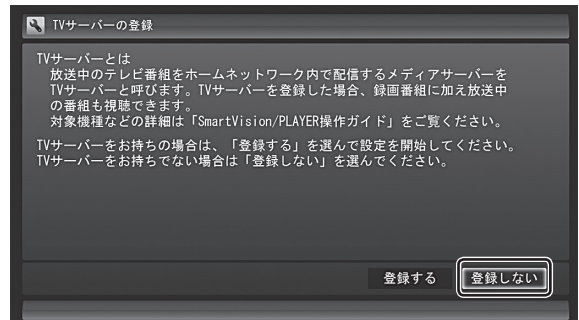 TVサーバーの登録
TVサーバーとは
放送中のテレビ番組をホームネットワーク内で配信するメディアサーバーを
TVサーバーと呼びます。TVサーバーを登録した場合、録画番組に加え放送中
の番組も視聴できます。
対象機種などの詳細は「SmartVision/PLAYER操作ガイド」をご覧ください。
TVサーバーをお持ちの場合は、「登録する」を選んで設定を開始してください。
TVサーバーをお持ちでない場合は「登録しない」を選んでください。
登録する 登録しない